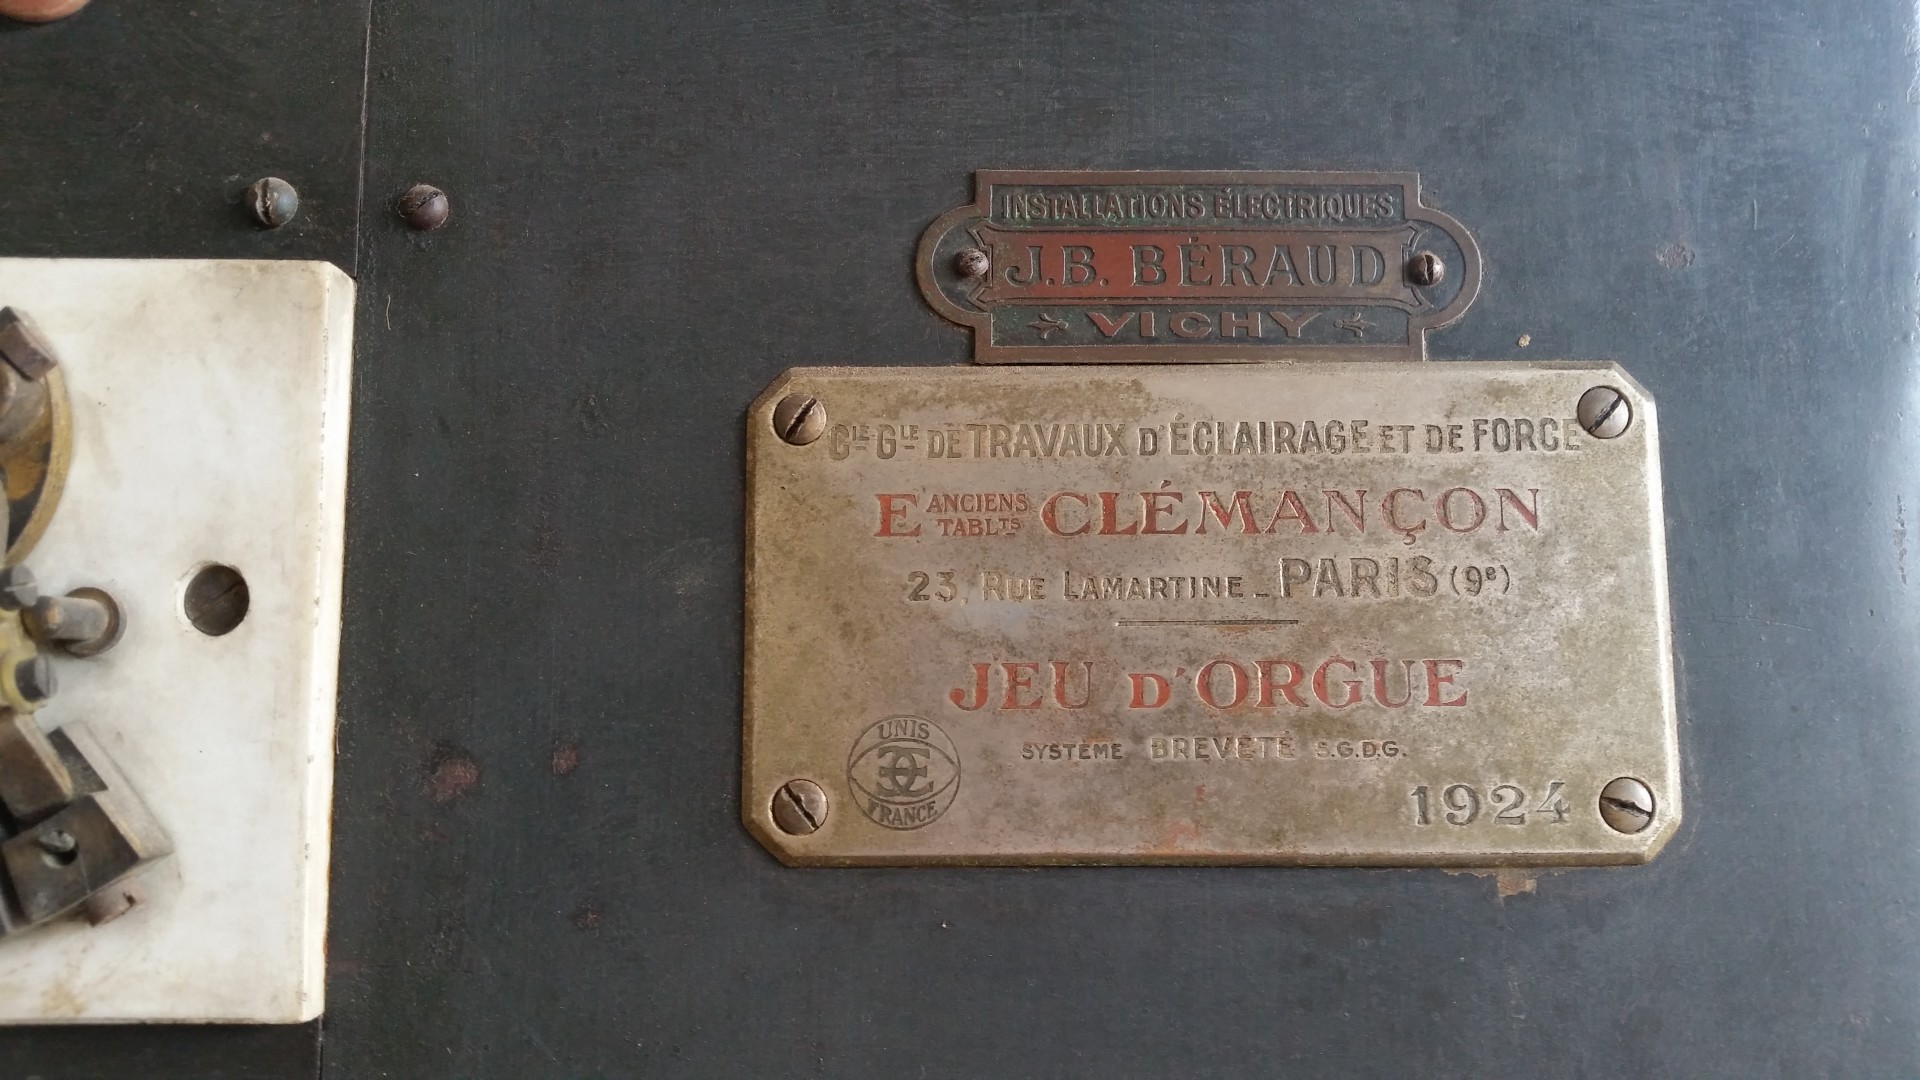 INSTALLATIONS ÉLECTRIQUES
J.B. BÉRAUD
VICHY
CIE GLE DE TRAVAUX D'ÉCLAIRAGE ET DE FORCE
E ANCIENS TABLTS CLÉMANÇON
23, RUE LAMARTINE _ PARIS (9e)
JEU D'ORGUE
UNIS
FRANCE
SYSTÈME BREVETÉ S.G.D.G.
1924